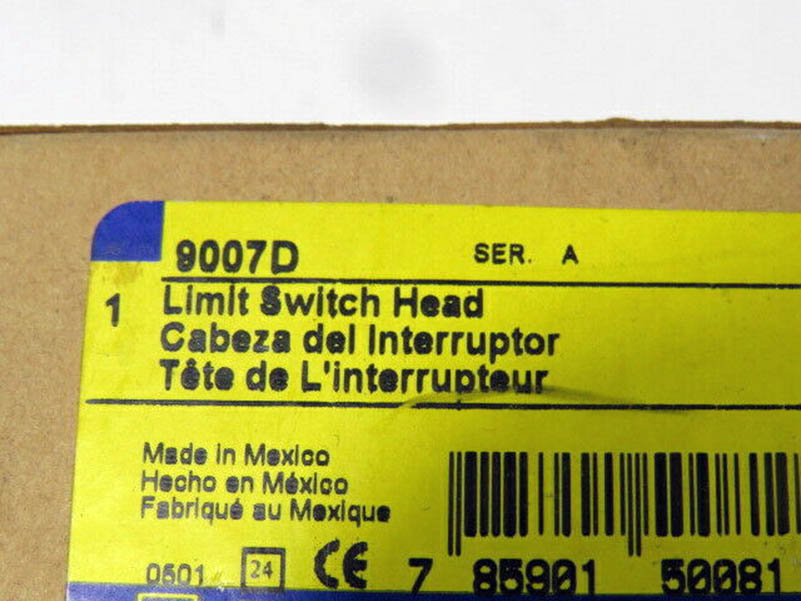 9007D SER. A
1 Limit Switch Head
Cabeza del Interruptor
Tête de L'interrupteur
Made in Mexico
Hecho en México
Fabriqué au Mexique
0501 24 CE 7 85901 50081